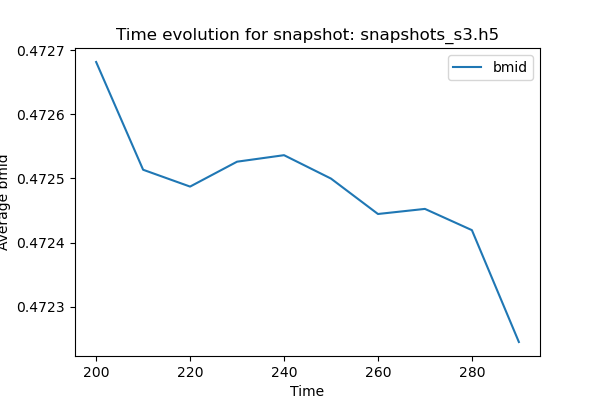 Time evolution for snapshot: snapshots_s3.h5
bmid
0.4727
0.4726
0.4725
0.4724
0.4723
Average bmid
200 220 240 260 280
Time